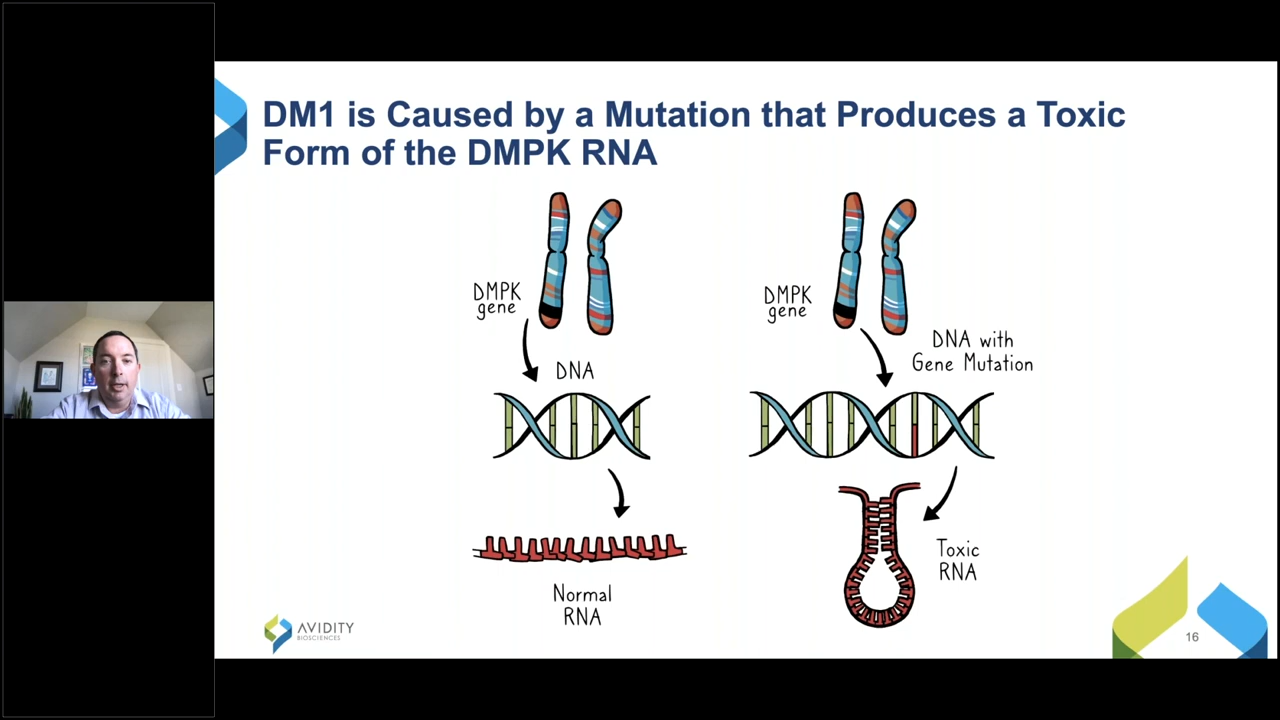 DM1 is Caused by a Mutation that Produces a Toxic
Form of the DMPK RNA
DMPK
gene
DNA
Normal
RNA
DMPK
gene
DNA with
Gene Mutation
Toxic
RNA
AVIDITY
BIOSCIENCES
16